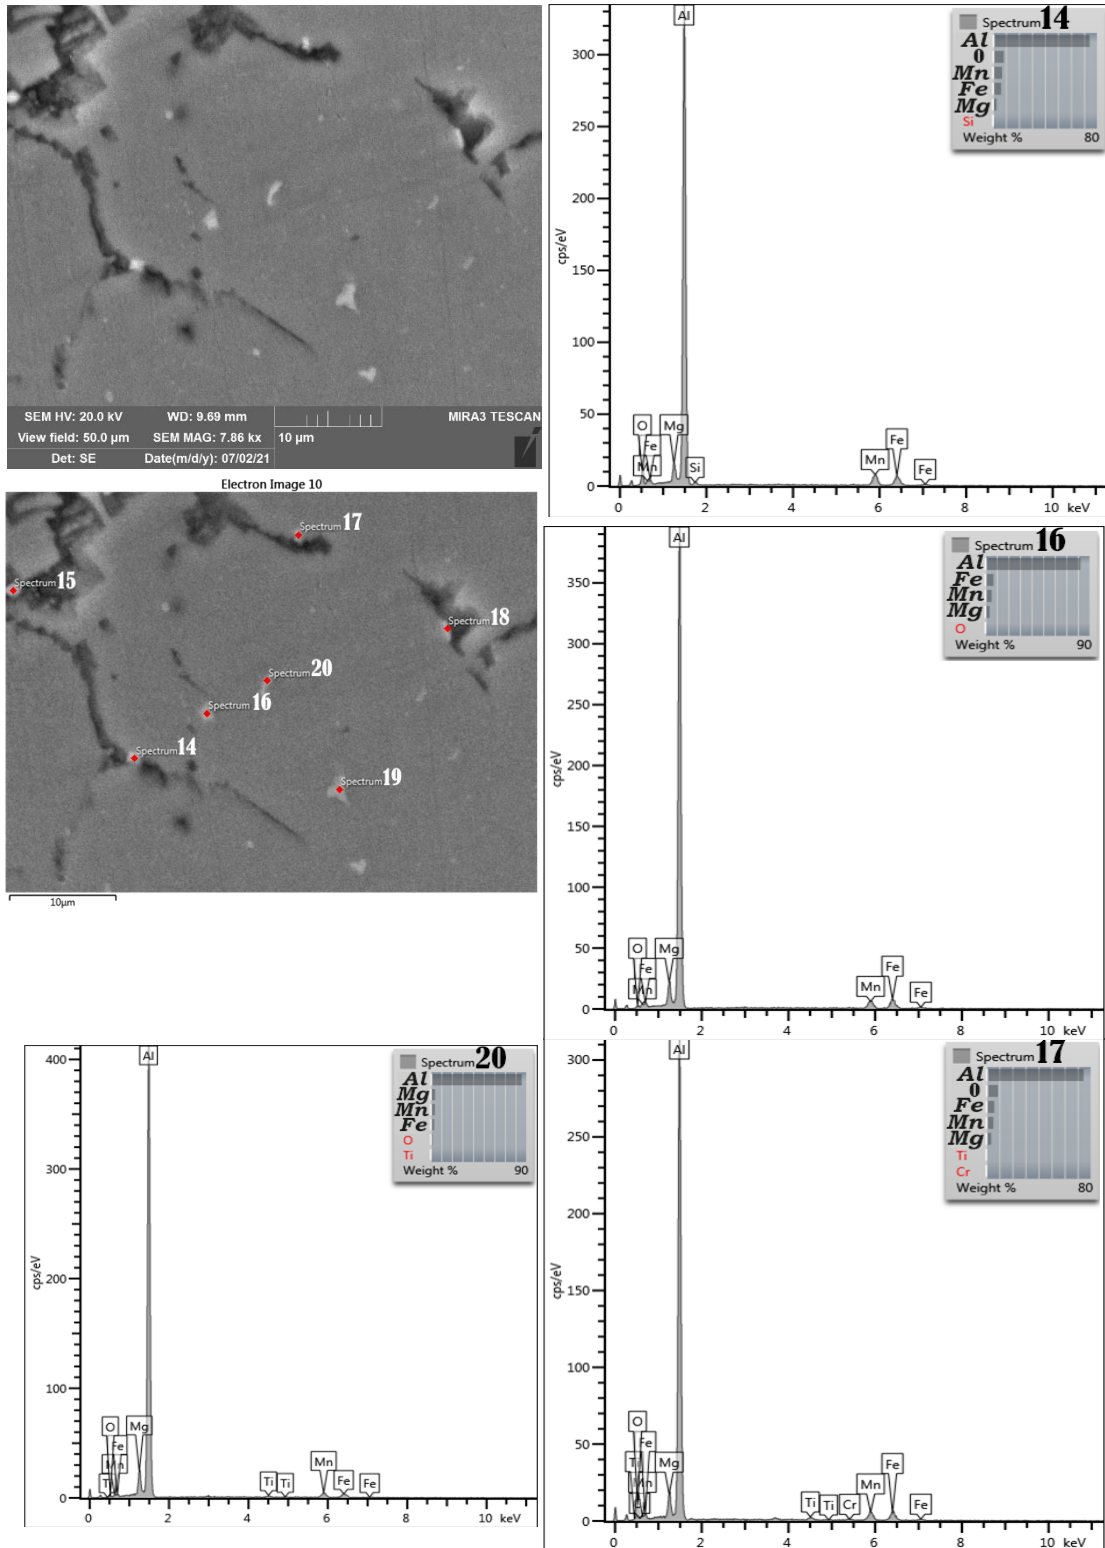 SEM HV: 20.0 kV WD: 9.69 mm MIRA3 TESCAN
View field: 50.0 µm SEM MAG: 7.86 kx 10 µm
Det: SE Date(m/d/y): 07/02/21
Electron Image 10
Spectrum 17
Spectrum 15
Spectrum 18
Spectrum 20
Spectrum 16
Spectrum 14
Spectrum 19
10µm
Spectrum 14
Al
O
Mn
Fe
Mg
Si
Weight % 80
cps/eV
300
250
200
150
100
50
0
Al
O
Mg
Fe
Mn
Si
Mn
Fe
Fe
0 2 4 6 8 10 keV
Spectrum 16
Al
Fe
Mn
Mg
O
Weight % 90
cps/eV
350
300
250
200
150
100
50
0
Al
O
Mg
Fe
Mn
Mn
Fe
Fe
0 2 4 6 8 10 keV
Spectrum 20
Al
Mg
Mn
Fe
O
Ti
Weight % 90
cps/eV
400
300
200
100
0
Al
O
Mg
Fe
Mn
Ti
Ti
Ti
Mn
Fe
Fe
0 2 4 6 8 10 keV
Spectrum 17
Al
O
Fe
Mn
Mg
Ti
Cr
Weight % 80
cps/eV
300
250
200
150
100
50
0
Al
O
Fe
Mn
Mg
Ti
Ti
Cr
Mn
Fe
Fe
0 2 4 6 8 10 keV